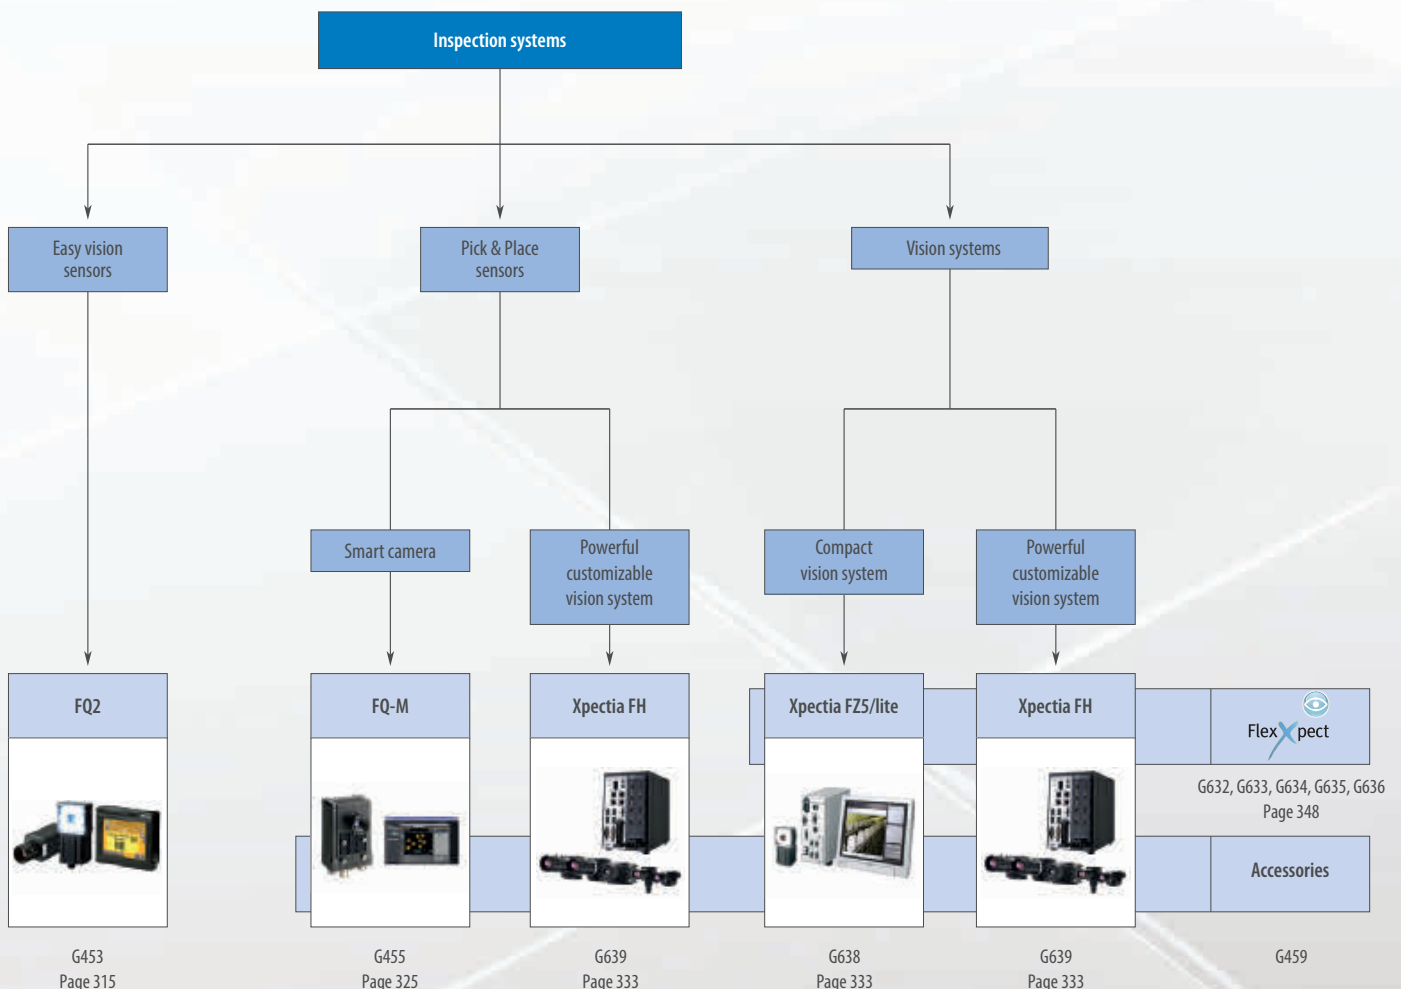 Inspection systems
Easy vision
sensors
Pick & Place
sensors
Vision systems
Smart camera
Powerful
customizable
vision system
Compact
vision system
Powerful
customizable
vision system
FQ2
FQ-M
Xpectia FH
Xpectia FZ5/lite
Xpectia FH
FlexXpect
G632, G633, G634, G635, G636
Page 348
Accessories
G453
Page 315
G455
Page 325
G639
Page 333
G638
Page 333
G639
Page 333
G459